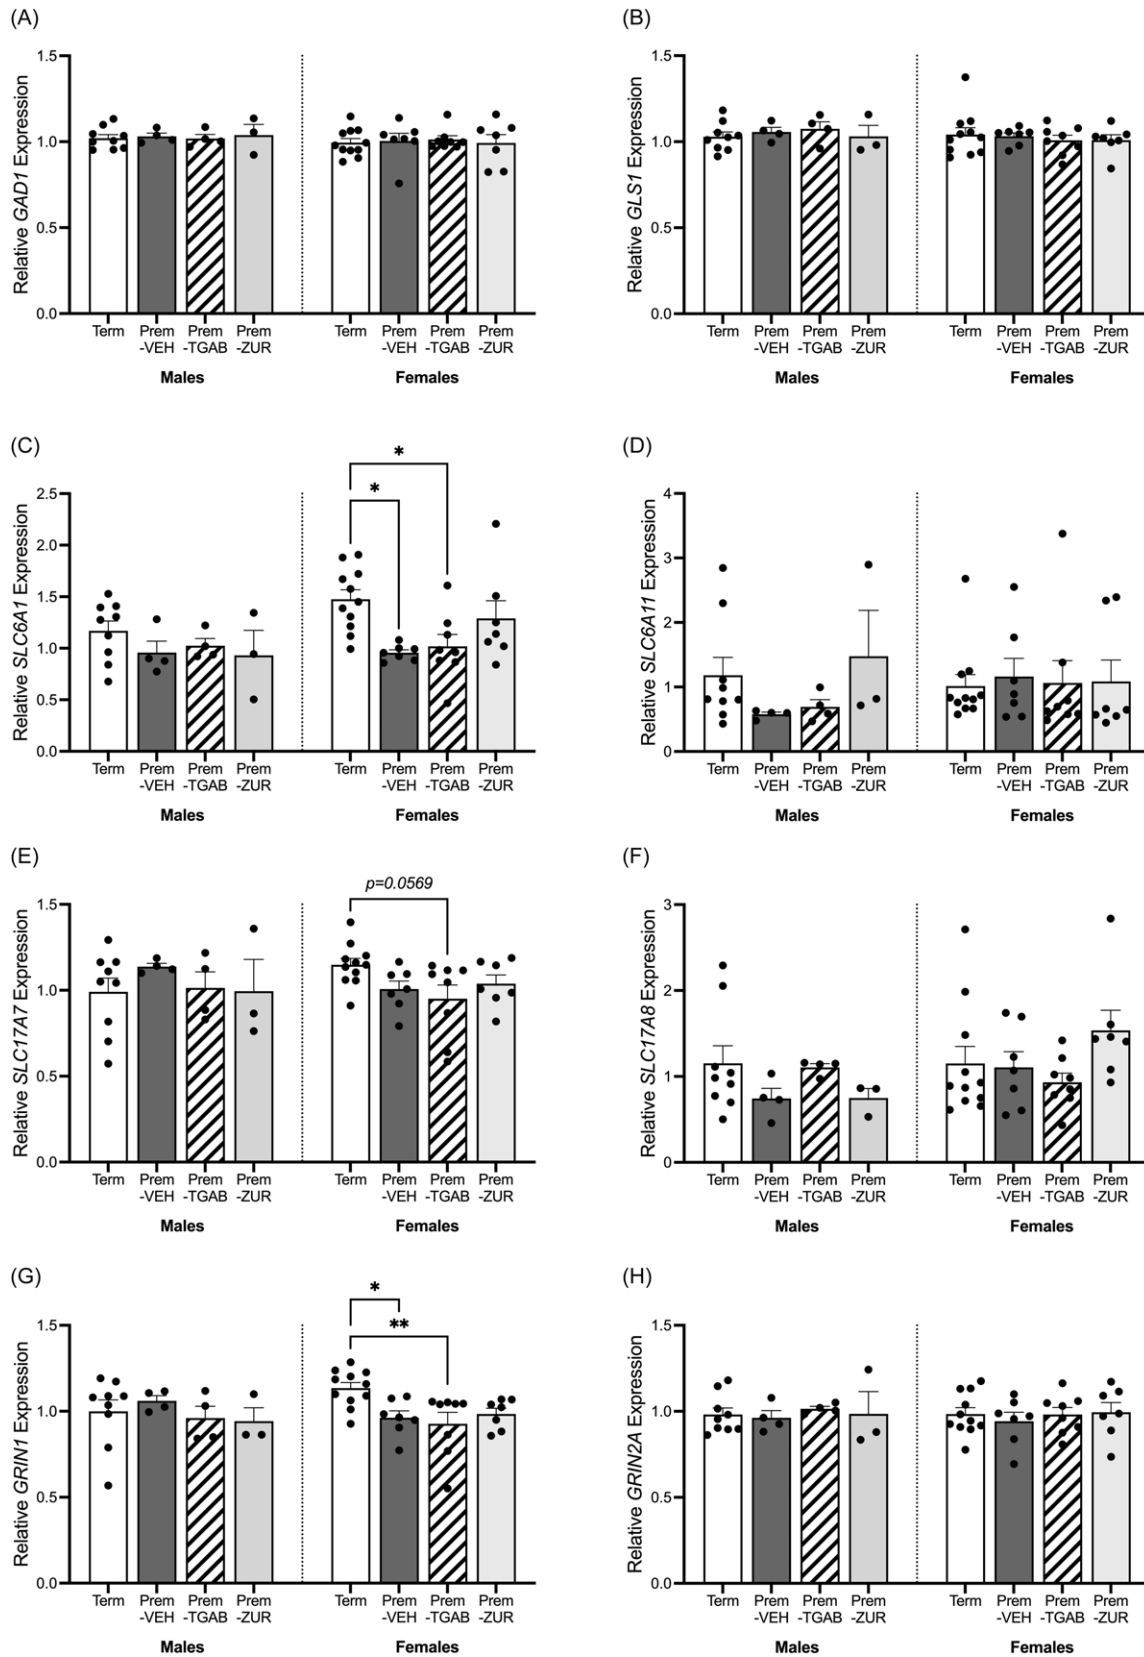 (A)
Relative GAD1 Expression
1.5
1.0
0.5
0.0
Term Prem Prem Prem Term Prem Prem Prem
-VEH -TGAB -ZUR -VEH -TGAB -ZUR
Males Females
(B)
Relative GLS1 Expression
1.5
1.0
0.5
0.0
Term Prem Prem Prem Term Prem Prem Prem
-VEH -TGAB -ZUR -VEH -TGAB -ZUR
Males Females
(C)
Relative SLC6A1 Expression
* 
*
2.5
2.0
1.5
1.0
0.5
0.0
Term Prem Prem Prem Term Prem Prem Prem
-VEH -TGAB -ZUR -VEH -TGAB -ZUR
Males Females
(D)
Relative SLC6A11 Expression
4
3
2
1
0
Term Prem Prem Prem Term Prem Prem Prem
-VEH -TGAB -ZUR -VEH -TGAB -ZUR
Males Females
(E)
Relative SLC17A7 Expression
p=0.0569
1.5
1.0
0.5
0.0
Term Prem Prem Prem Term Prem Prem Prem
-VEH -TGAB -ZUR -VEH -TGAB -ZUR
Males Females
(F)
Relative SLC17A8 Expression
3
2
1
0
Term Prem Prem Prem Term Prem Prem Prem
-VEH -TGAB -ZUR -VEH -TGAB -ZUR
Males Females
(G)
Relative GRIN1 Expression
*
**
1.5
1.0
0.5
0.0
Term Prem Prem Prem Term Prem Prem Prem
-VEH -TGAB -ZUR -VEH -TGAB -ZUR
Males Females
(H)
Relative GRIN2A Expression
1.5
1.0
0.5
0.0
Term Prem Prem Prem Term Prem Prem Prem
-VEH -TGAB -ZUR -VEH -TGAB -ZUR
Males Females